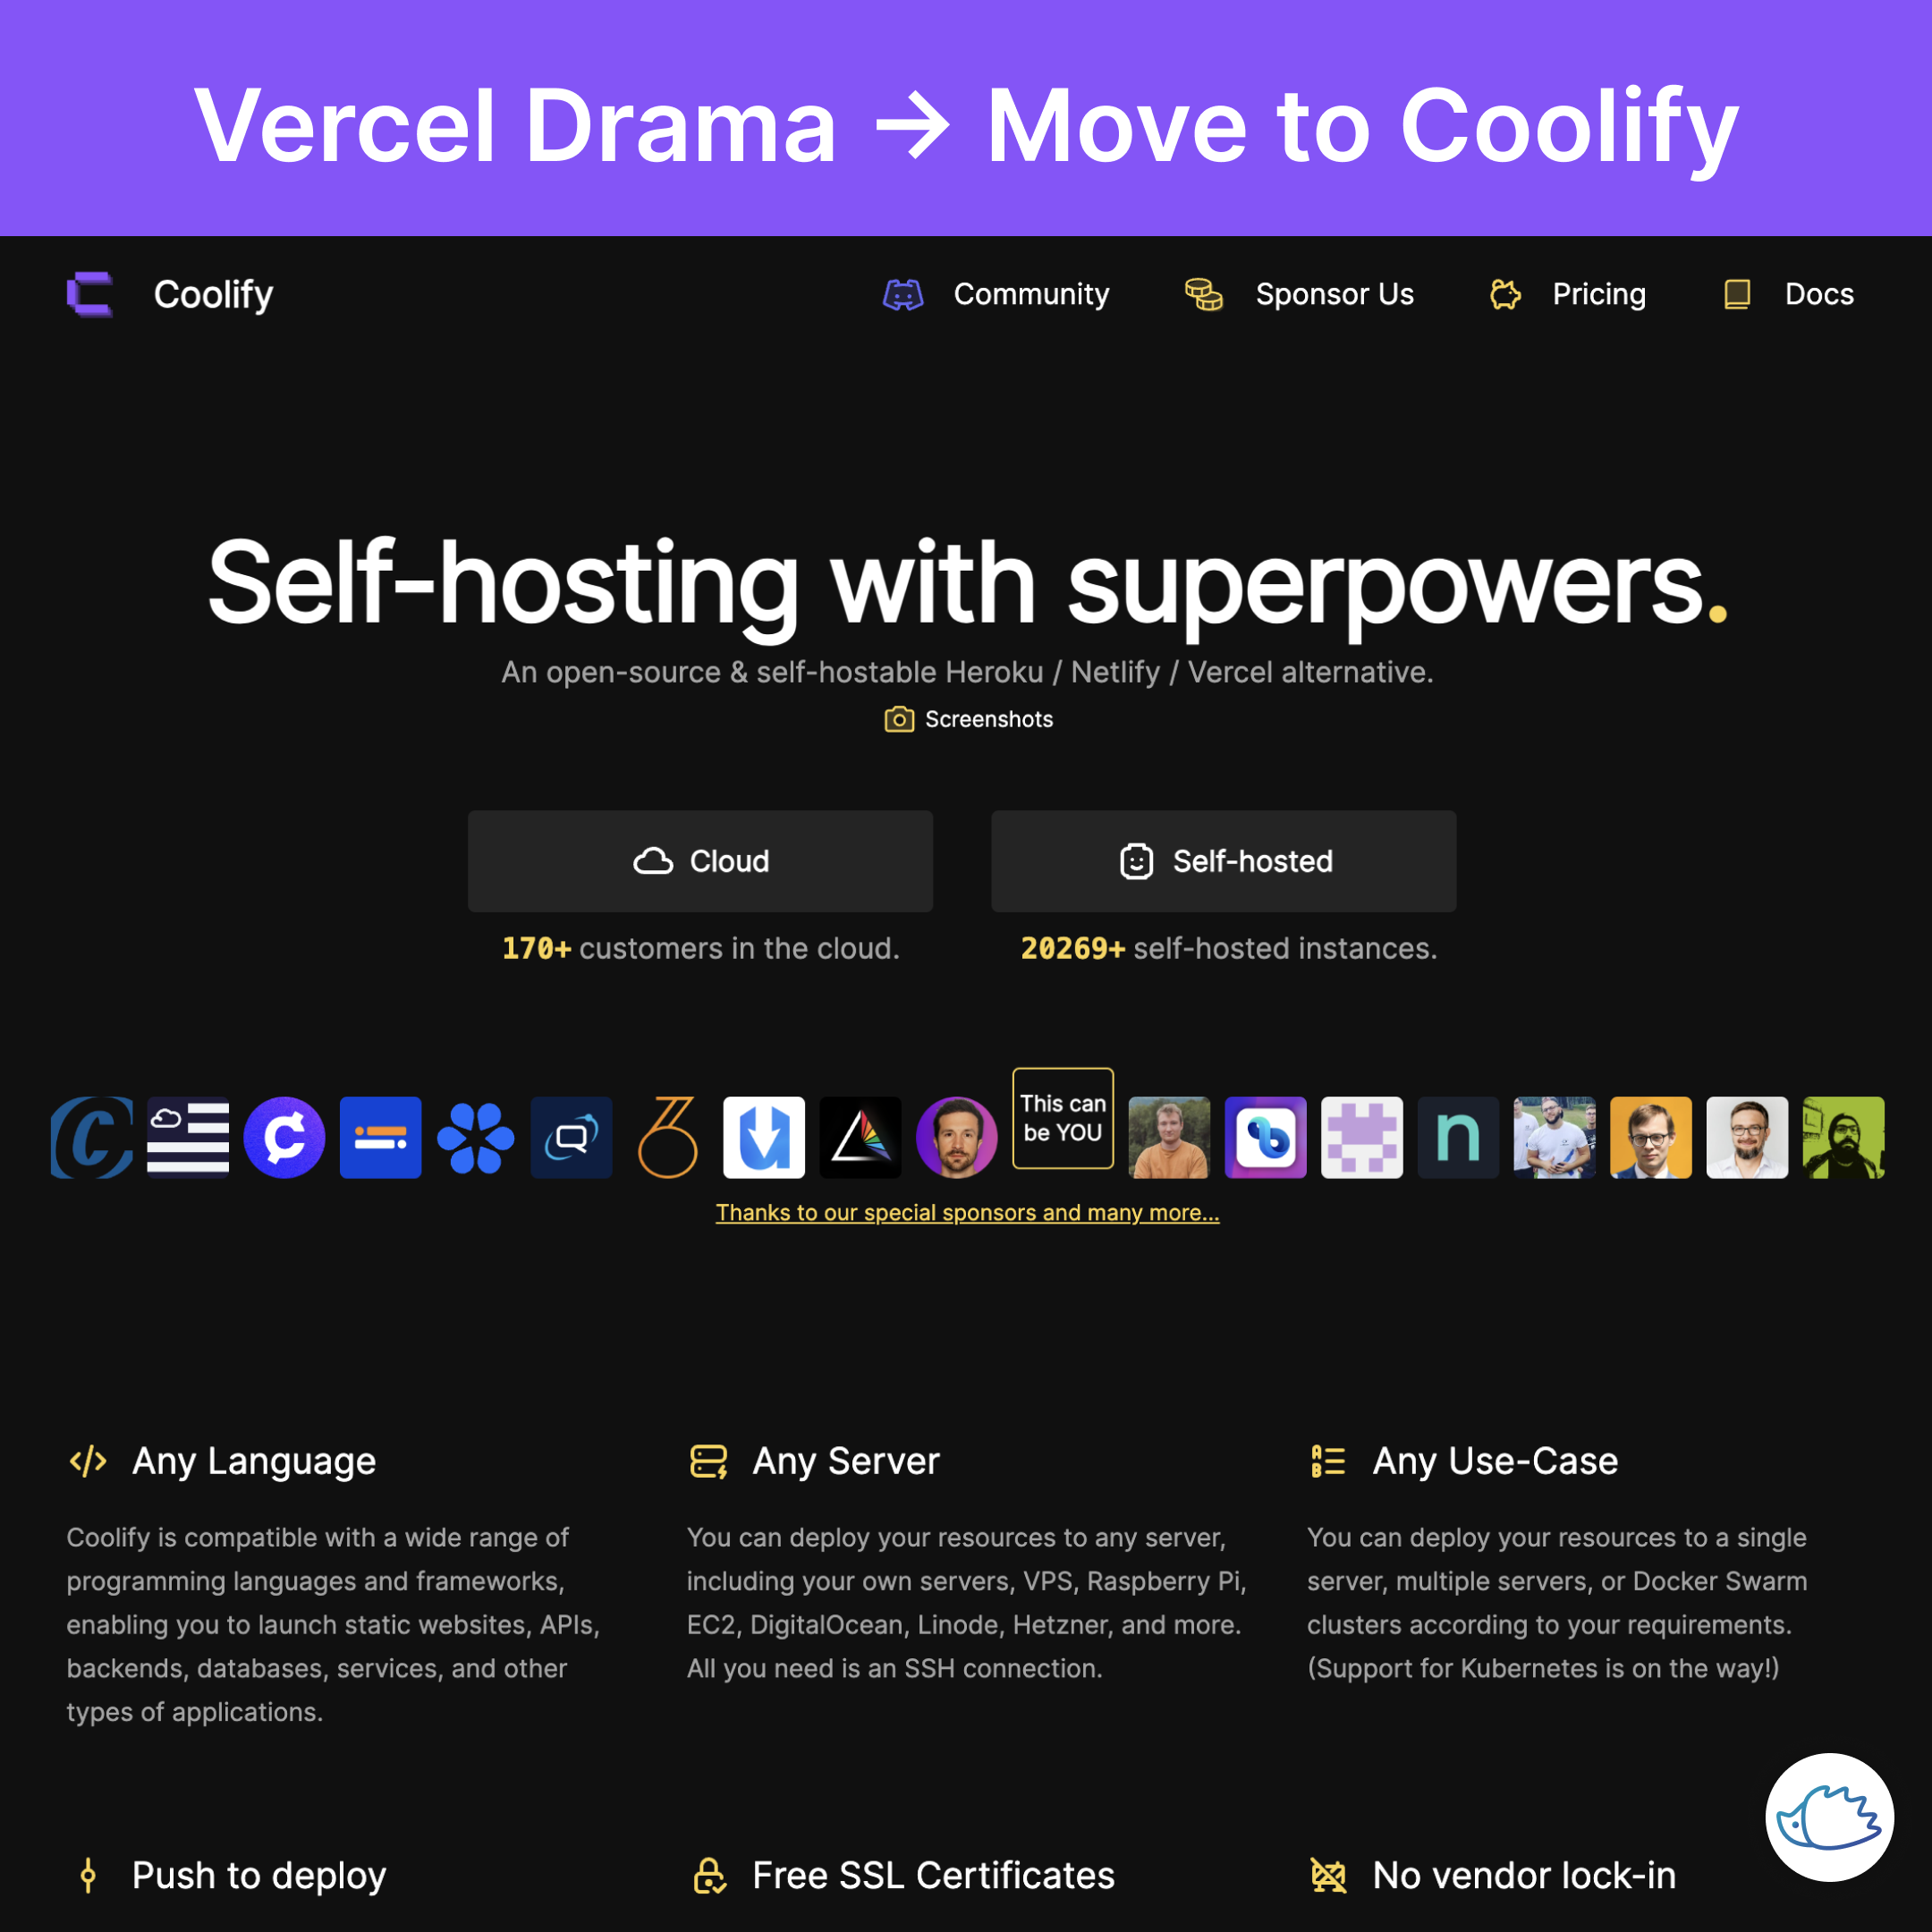 Vercel Drama → Move to Coolify
Coolify
Community
Sponsor Us
Pricing
Docs
Self-hosting with superpowers.
An open-source & self-hostable Heroku / Netlify / Vercel alternative.
Screenshots
Cloud
Self-hosted
170+ customers in the cloud.
20269+ self-hosted instances.
This can
be YOU
n
Thanks to our special sponsors and many more...
Any Language
Coolify is compatible with a wide range of
programming languages and frameworks,
enabling you to launch static websites, APIs,
backends, databases, services, and other
types of applications.
Any Server
You can deploy your resources to any server,
including your own servers, VPS, Raspberry Pi,
EC2, DigitalOcean, Linode, Hetzner, and more.
All you need is an SSH connection.
Any Use-Case
You can deploy your resources to a single
server, multiple servers, or Docker Swarm
clusters according to your requirements.
(Support for Kubernetes is on the way!)
Push to deploy
Free SSL Certificates
No vendor lock-in